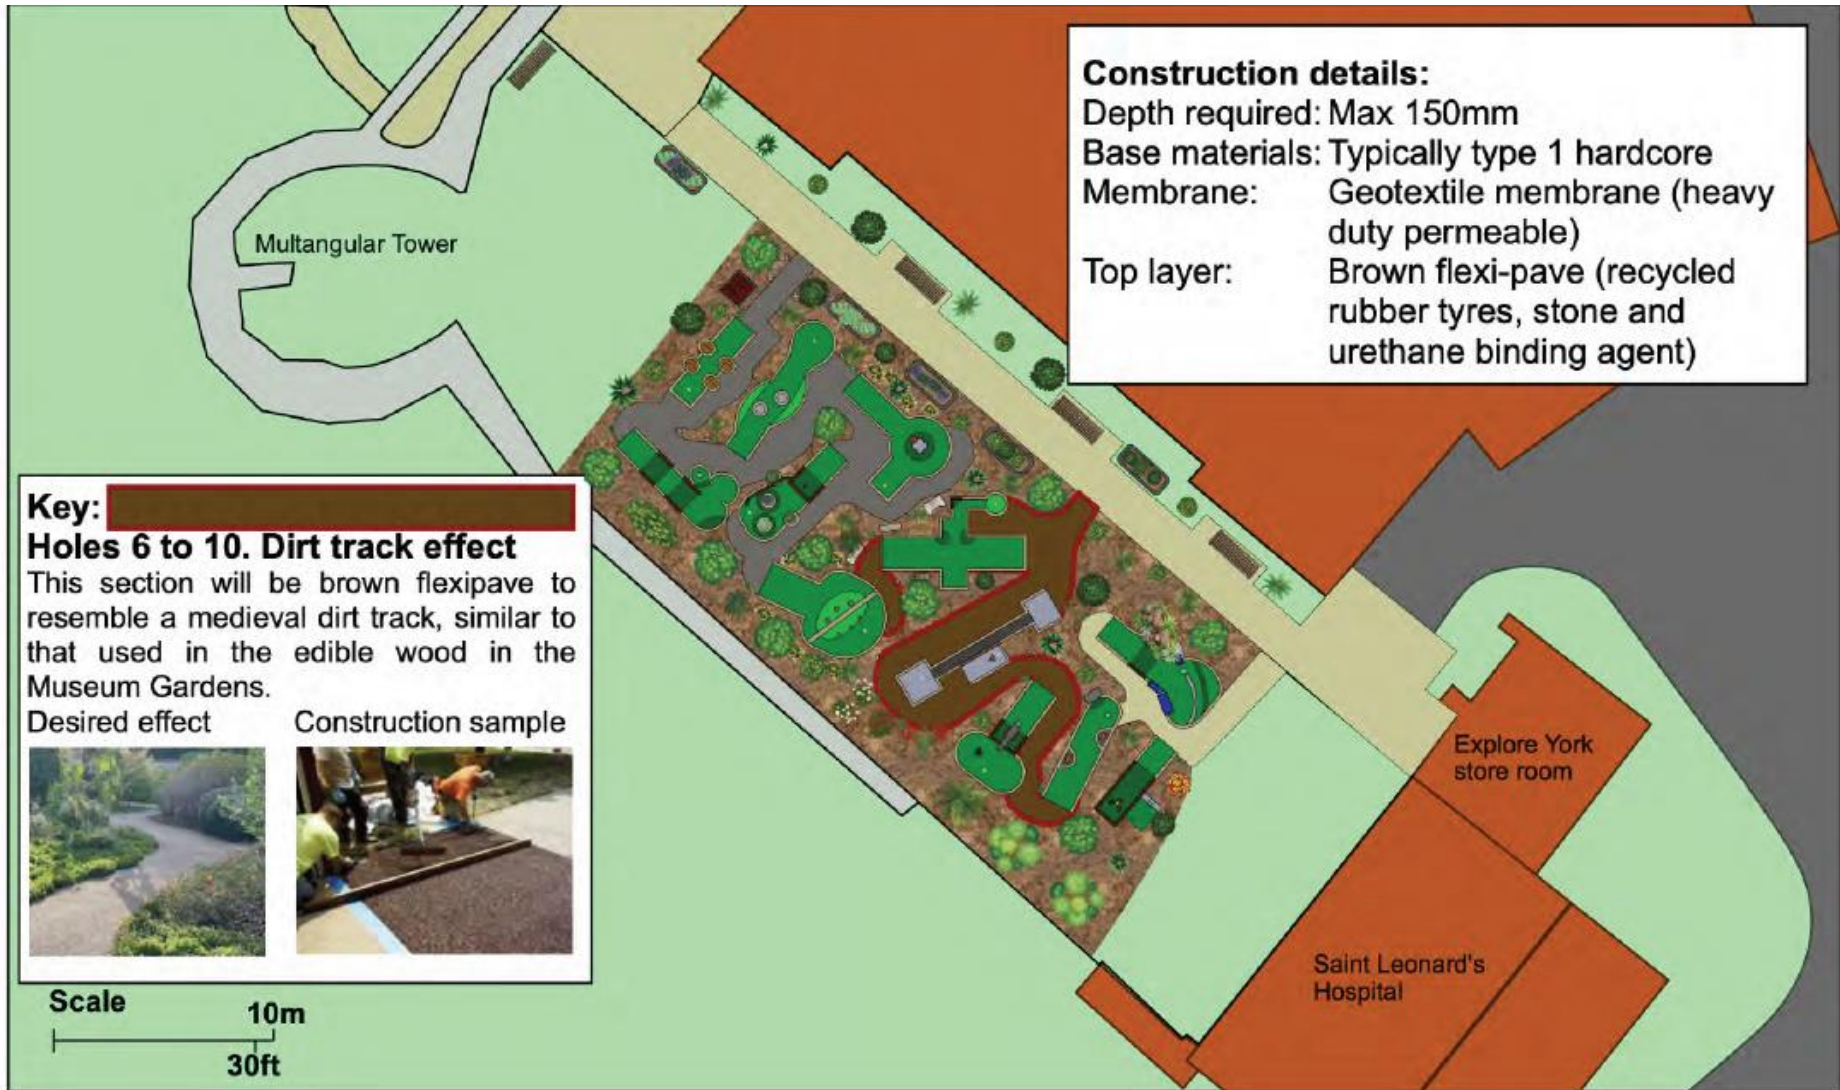 Construction details:
Depth required: Max 150mm
Base materials: Typically type 1 hardcore
Membrane: Geotextile membrane (heavy
duty permeable)
Top layer: Brown flexi-pave (recycled
rubber tyres, stone and
urethane binding agent)
Multangular Tower
Key:
Holes 6 to 10. Dirt track effect
This section will be brown flexipave to
resemble a medieval dirt track, similar to
that used in the edible wood in the
Museum Gardens.
Desired effect
Construction sample
Explore York
store room
Saint Leonard's
Hospital
Scale
10m
30ft